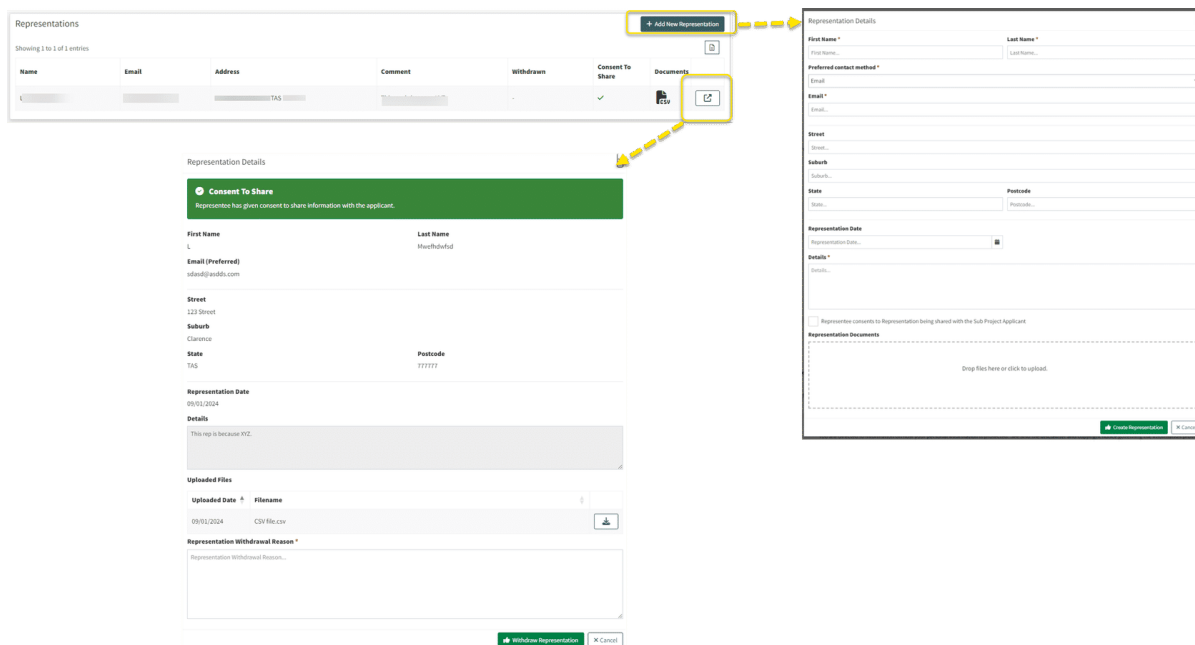 Representations
+ Add New Representation
Showing 1 to 1 of 1 entries
Name Email Address Comment Withdrawn Consent To Share Documents
TAS - CSV
Representation Details
Consent To Share
Representee has given consent to share information with the applicant.
First Name Last Name
L Mwefhdwfsd
Email (Preferred)
sdasd@asdds.com
Street
123 Street
Suburb
Clarence
State Postcode
TAS 777777
Representation Date
09/01/2024
Details
This rep is because XYZ.
Uploaded Files
Uploaded Date Filename
09/01/2024 CSV file.csv
Representation Withdrawal Reason *
Representation Withdrawal Reason...
Withdraw Representation × Cancel
Representation Details
First Name * Last Name *
First Name... Last Name...
Preferred contact method *
Email
Email *
Email...
Street
Street...
Suburb
Suburb...
State Postcode
State... Postcode...
Representation Date
Representation Date...
Details *
Details...
Representee consents to Representation being shared with the Sub Project Applicant
Representation Documents
Drop files here or click to upload.
Create Representation × Cance